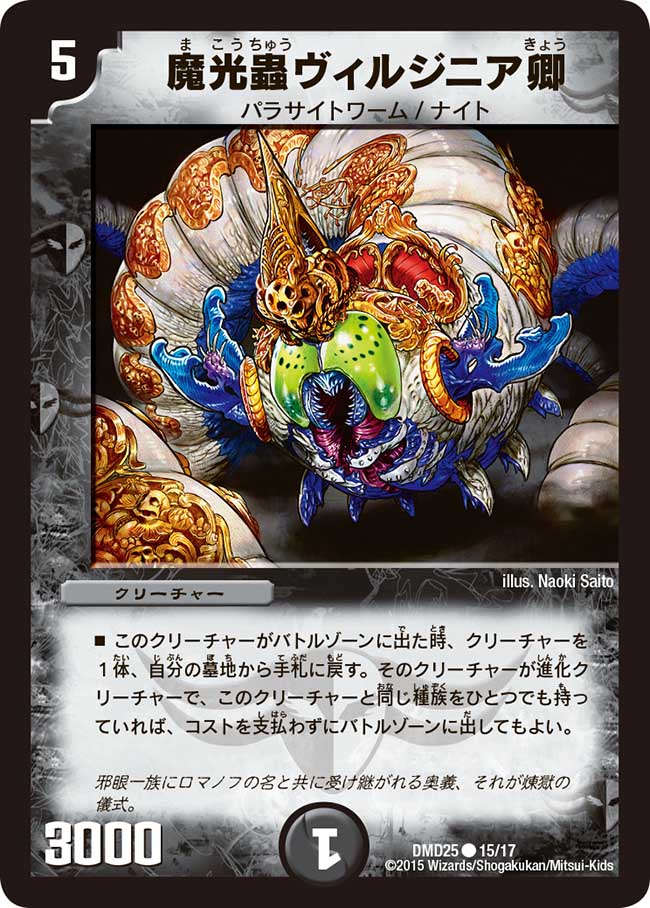 5
魔光蟲ヴィルジニア卿
ま こうちゅう きょう
パラサイトワーム / ナイト
illus. Naoki Saito
クリーチャー
■ このクリーチャーがバトルゾーンに出た時、クリーチャーを
１体、自分の墓地から手札に戻す。そのクリーチャーが進化ク
リーチャーで、このクリーチャーと同じ種族をひとつでも持っ
ていれば、コストを支払わずにバトルゾーンに出してもよい。
邪眼一族にロマノフの名と共に受け継がれる奥義、それが煉獄の
儀式。
3000
1
DMD25 ● 15/17
©2015 Wizards/Shogakukan/Mitsui-Kids